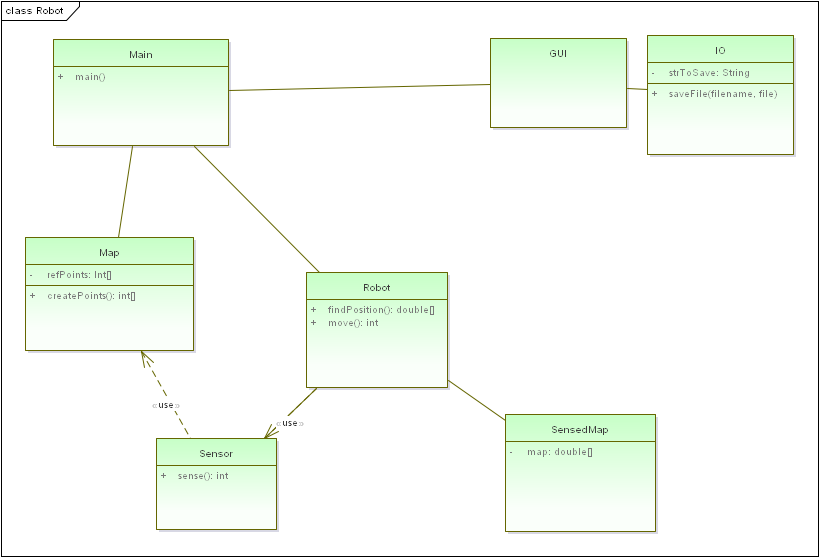 class Robot
Main
+ main()
GUI
IO
- strToSave: String
+ saveFile(filename, file)
Map
- refPoints: Int[]
+ createPoints(): int[]
Robot
+ findPosition(): double[]
+ move(): int
«use»
«use»
Sensor
+ sense(): int
SensedMap
- map: double[]